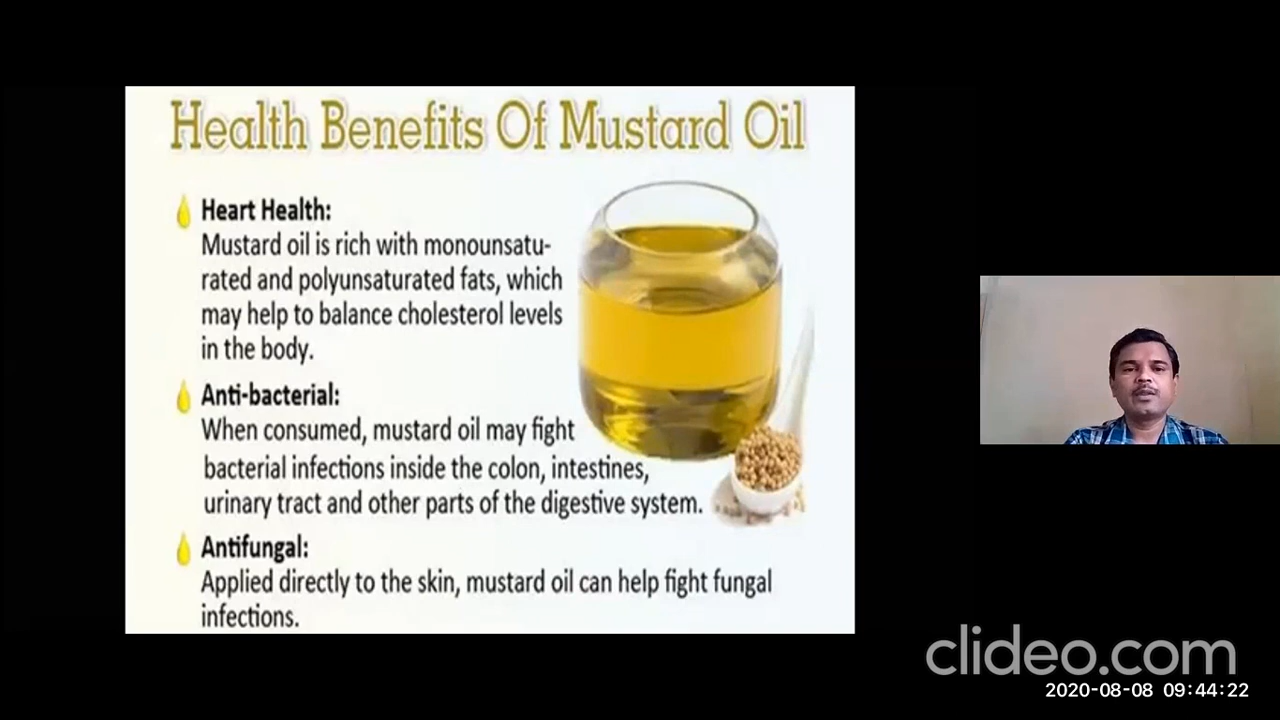 Health Benefits Of Mustard Oil
Heart Health:
Mustard oil is rich with monounsatu-
rated and polyunsaturated fats, which
may help to balance cholesterol levels
in the body.
Anti-bacterial:
When consumed, mustard oil may fight
bacterial infections inside the colon, intestines,
urinary tract and other parts of the digestive system.
Antifungal:
Applied directly to the skin, mustard oil can help fight fungal
infections.
clideo.com
2020-08-08 09:44:22